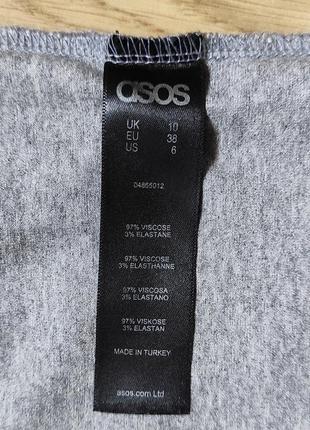 asos
UK 10
EU 38
US 6
04865012
97% VISCOSE
3% ELASTANE
97% VISCOSE
3% ELASTHANNE
97% VISCOSA
3% ELASTANO
97% VISKOSE
3% ELASTAN
MADE IN TURKEY
asos.com Ltd